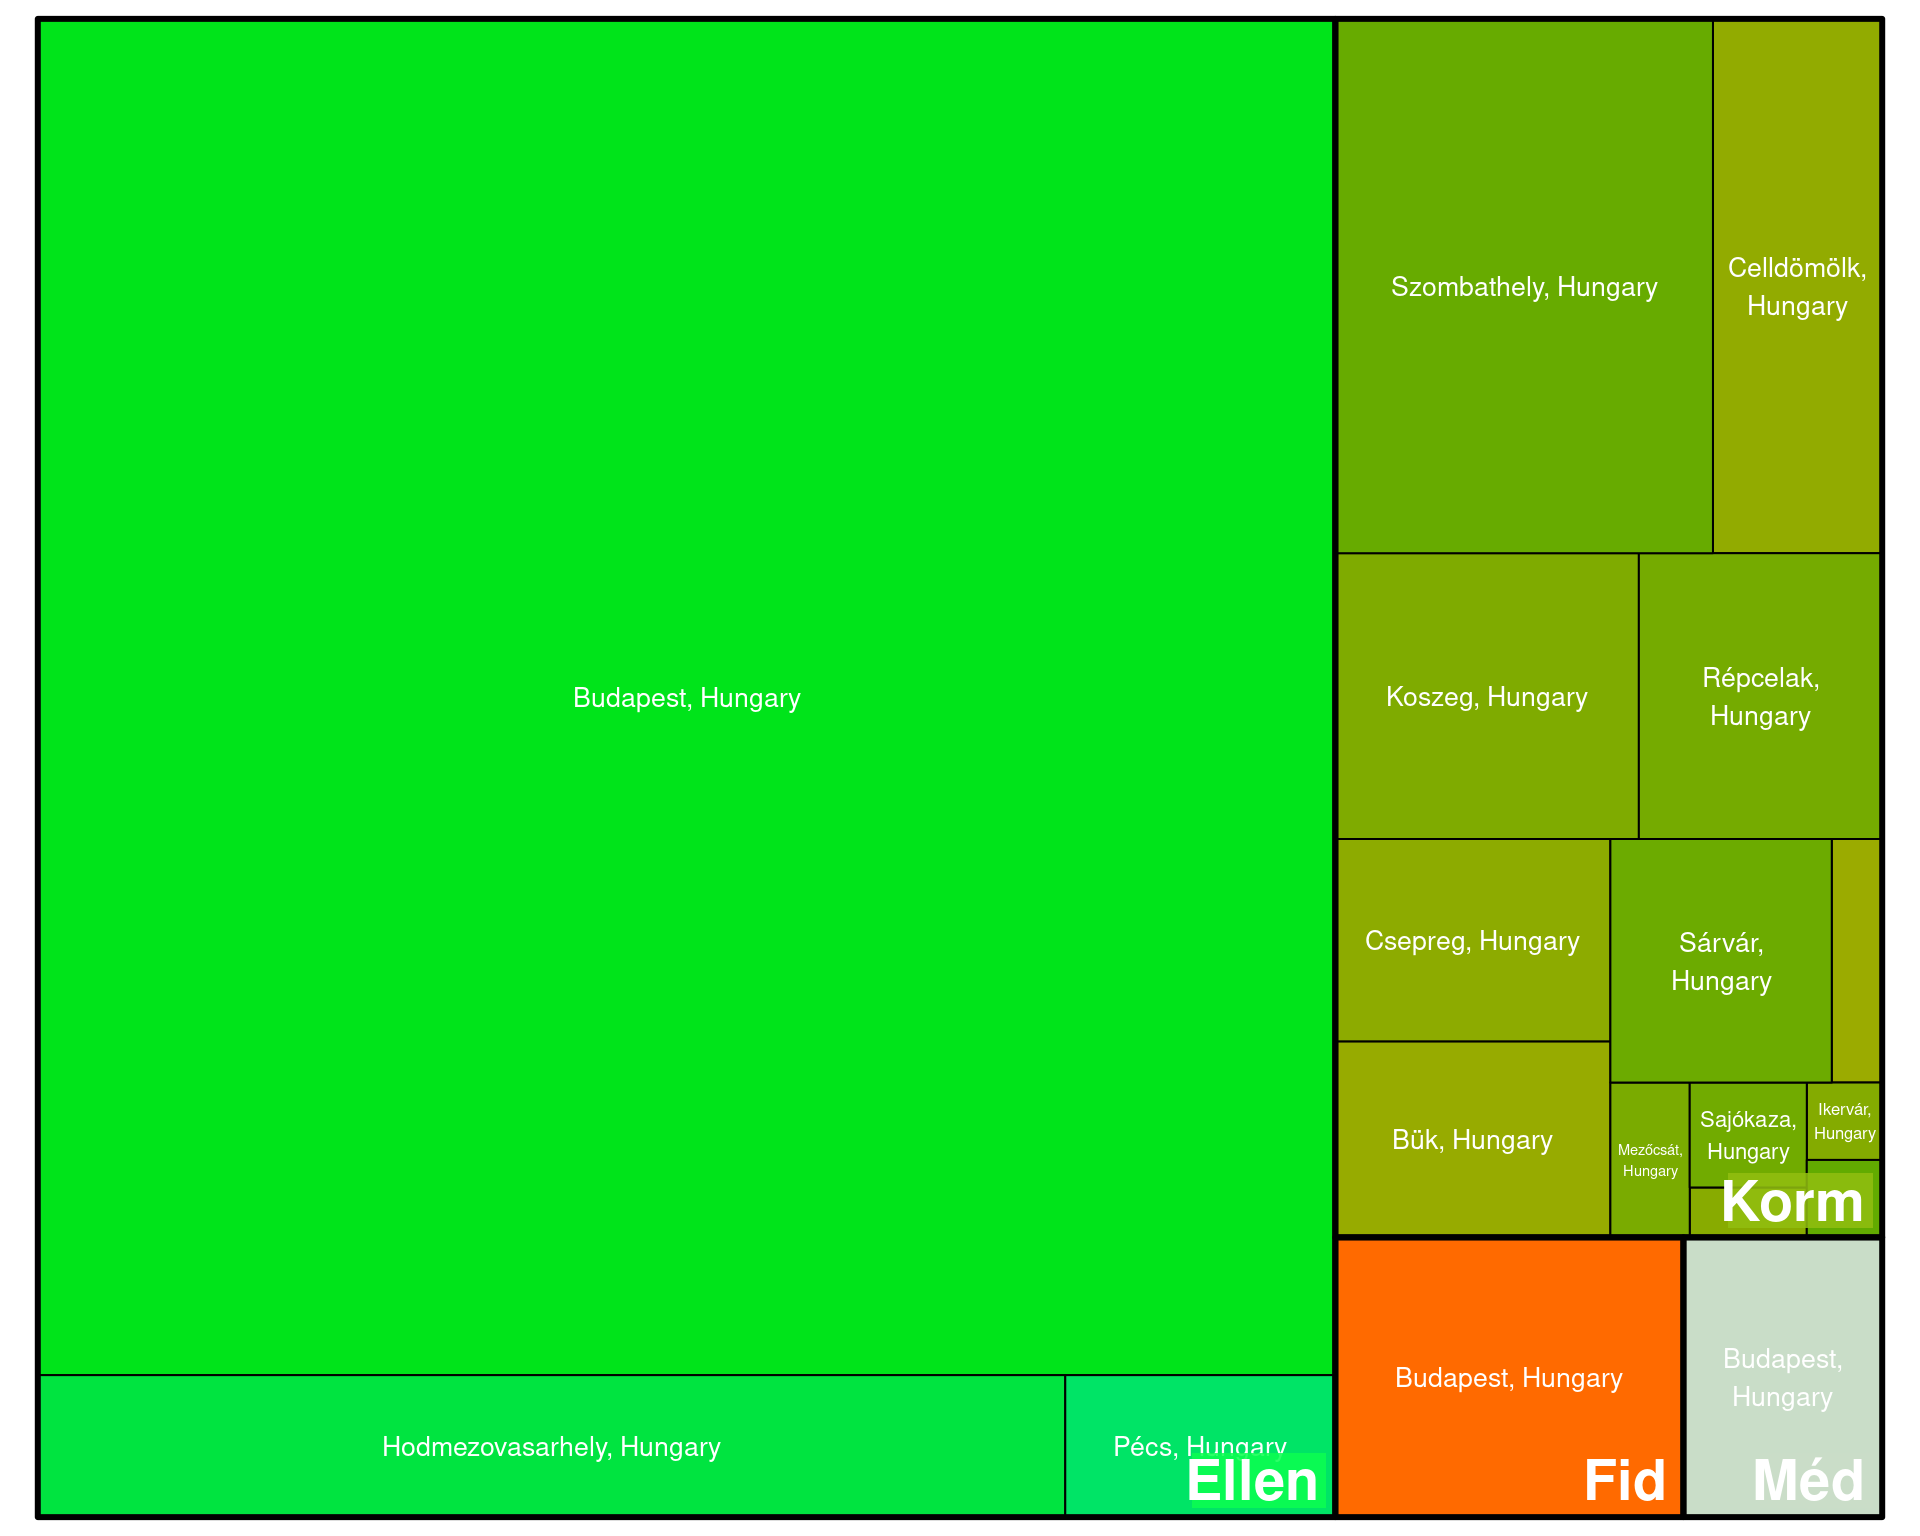 Budapest, Hungary
Hodmezovasarhely, Hungary
Pécs, Hungary
Ellen
Szombathely, Hungary
Celldömölk,
Hungary
Koszeg, Hungary
Répcelak,
Hungary
Csepreg, Hungary
Sárvár,
Hungary
Bük, Hungary
Mezőcsát,
Hungary
Sajókaza,
Hungary
Ikervár,
Hungary
Korm
Budapest, Hungary
Fid
Budapest,
Hungary
Méd